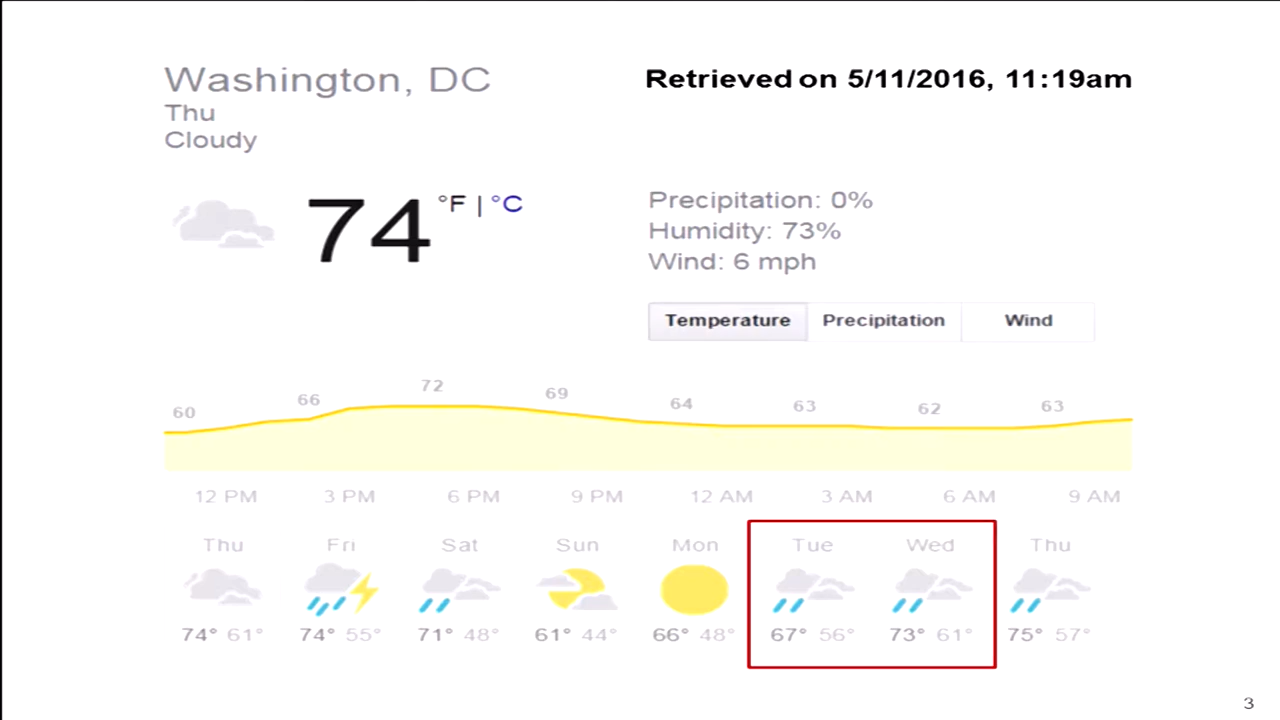 Washington, DC
Retrieved on 5/11/2016, 11:19am
Thu
Cloudy
74 °F | °C
Precipitation: 0%
Humidity: 73%
Wind: 6 mph
Temperature Precipitation Wind
60 66 72 69 64 63 62 63
12 PM 3 PM 6 PM 9 PM 12 AM 3 AM 6 AM 9 AM
Thu Fri Sat Sun Mon Tue Wed Thu
74° 61° 74° 55° 71° 48° 61° 44° 66° 48° 67° 56° 73° 61° 75° 57°
3